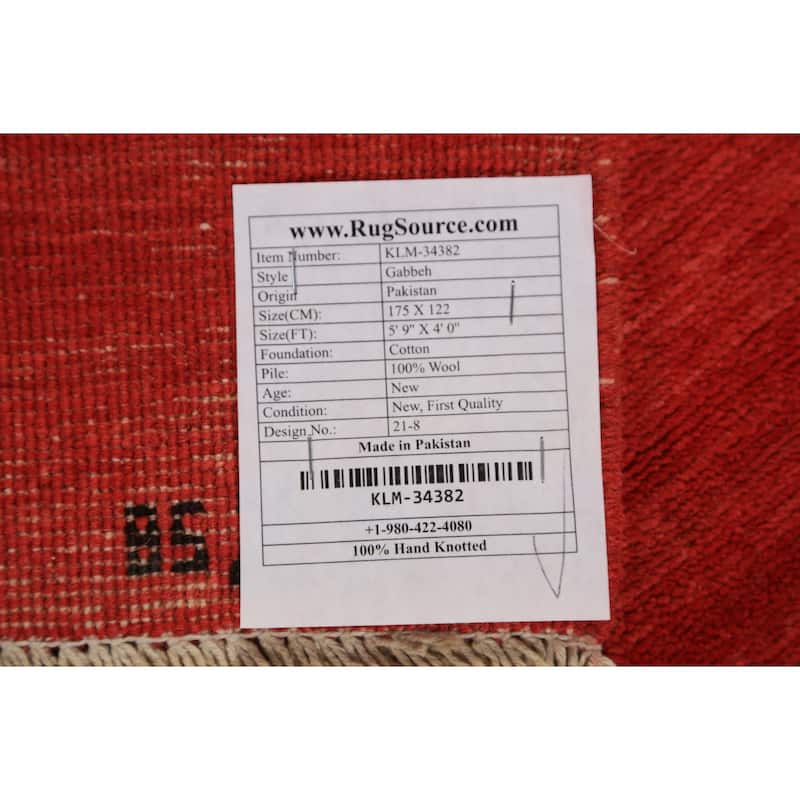 www.RugSource.com
Item Number: KLM-34382
Style Gabbeh
Origin Pakistan
Size(CM): 175 X 122
Size(FT): 5' 9" X 4' 0"
Foundation: Cotton
Pile: 100% Wool
Age: New
Condition: New, First Quality
Design No.: 21-8
Made in Pakistan
KLM-34382
+1-980-422-4080
100% Hand Knotted